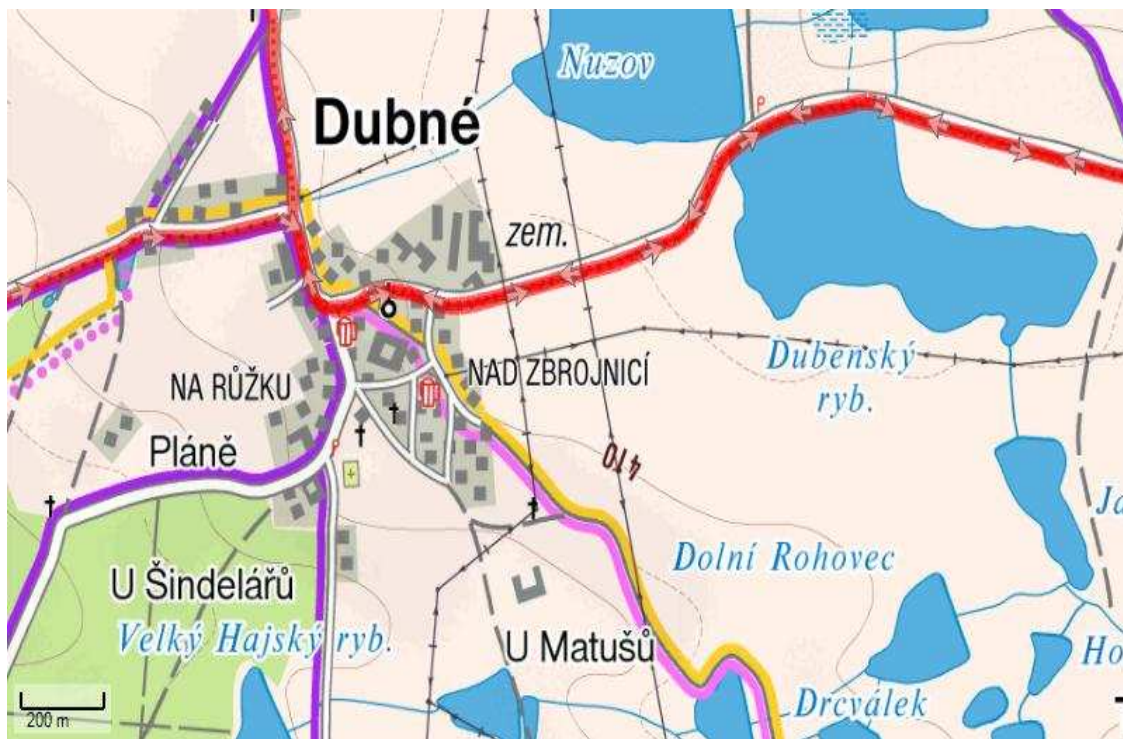 Nuzov
Dubné
zem.
Dubenský
ryb.
NA RŮŽKU
NAD ZBROJNICÍ
Pláně
470
Dolní Rohovec
U Šindelářů
Velký Hajský ryb.
U Matušů
Drcválek
200 m